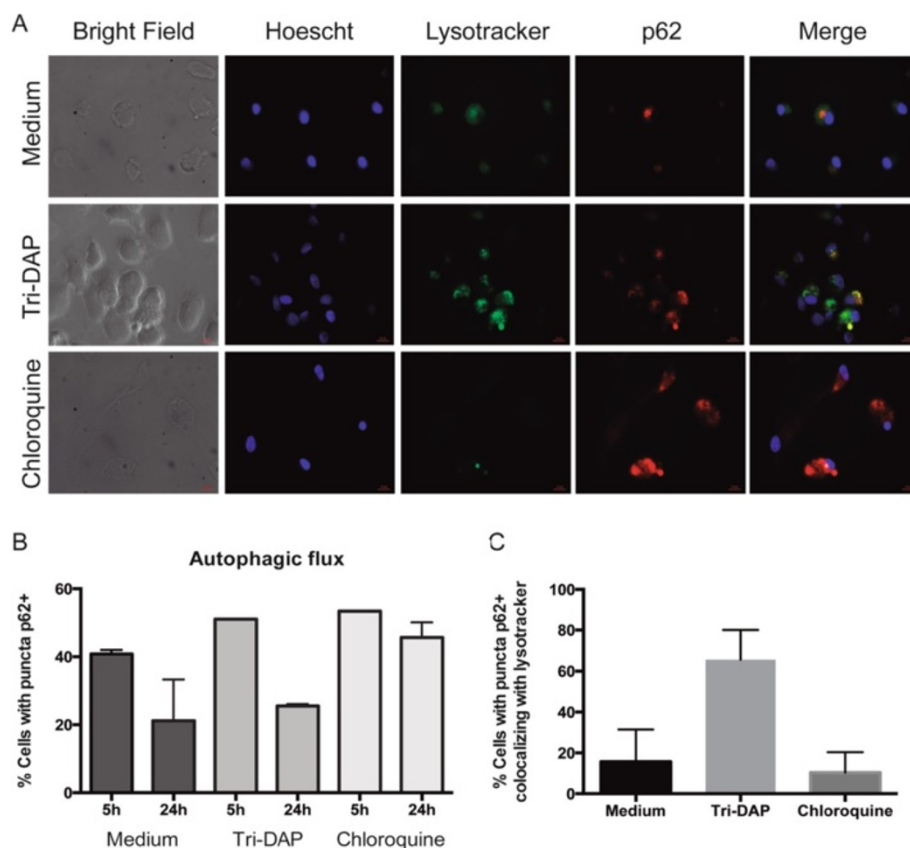 A
Bright Field Hoescht Lysotracker p62 Merge
Medium
Tri-DAP
Chloroquine
B
Autophagic flux
% Cells with puncta p62+
60
40
20
0
5h 24h 5h 24h 5h 24h
Medium Tri-DAP Chloroquine
C
% Cells with puncta p62+
colocalizing with lysotracker
100
80
60
40
20
0
Medium Tri-DAP Chloroquine